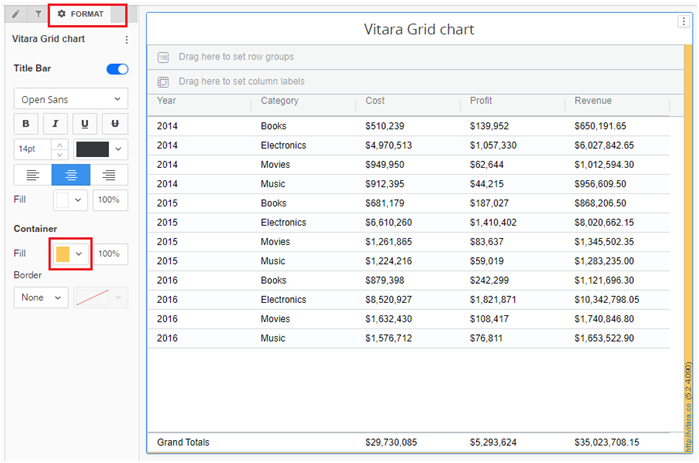 FORMAT
Vitara Grid chart
Title Bar
Open Sans
B I U U
14pt
Fill 100%
Container
Fill 100%
Border
None
Vitara Grid chart
Drag here to set row groups
Drag here to set column labels
Year Category Cost Profit Revenue
2014 Books $510,239 $139,952 $650,191.65
2014 Electronics $4,970,513 $1,057,330 $6,027,842.65
2014 Movies $949,950 $62,644 $1,012,594.30
2014 Music $912,395 $44,215 $956,609.50
2015 Books $681,179 $187,027 $868,206.50
2015 Electronics $6,610,260 $1,410,402 $8,020,662.15
2015 Movies $1,261,865 $83,637 $1,345,502.35
2015 Music $1,224,216 $59,019 $1,283,235.00
2016 Books $879,398 $242,299 $1,121,696.30
2016 Electronics $8,520,927 $1,821,871 $10,342,798.05
2016 Movies $1,632,430 $108,417 $1,740,846.80
2016 Music $1,576,712 $76,811 $1,653,522.90
Grand Totals $29,730,085 $5,293,624 $35,023,708.15
http://vitara.co (5.2.4090)